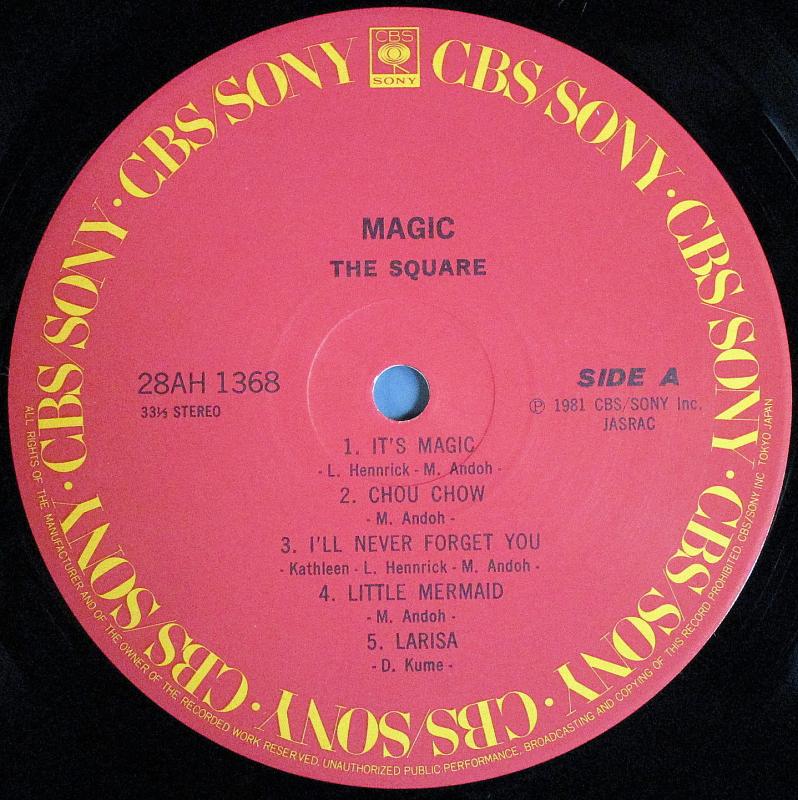 CBS
SONY
CBS/SONY · CBS/SONY · CBS/SONY · CBS/SONY · CBS/SONY · CBS/SONY · CBS/SONY · CBS/SONY
MAGIC
THE SQUARE
28AH 1368
33⅓ STEREO
SIDE A
Ⓟ 1981 CBS/SONY Inc.
JASRAC
1. IT'S MAGIC
- L. Hennrick - M. Andoh -
2. CHOU CHOW
- M. Andoh -
3. I'LL NEVER FORGET YOU
- Kathleen - L. Hennrick - M. Andoh -
4. LITTLE MERMAID
- M. Andoh -
5. LARISA
- D. Kume -
ALL RIGHTS OF THE MANUFACTURER AND OF THE OWNER OF THE RECORDED WORK RESERVED. UNAUTHORIZED PUBLIC PERFORMANCE, BROADCASTING AND COPYING OF THIS RECORD PROHIBITED. CBS/SONY INC TOKYO JAPAN